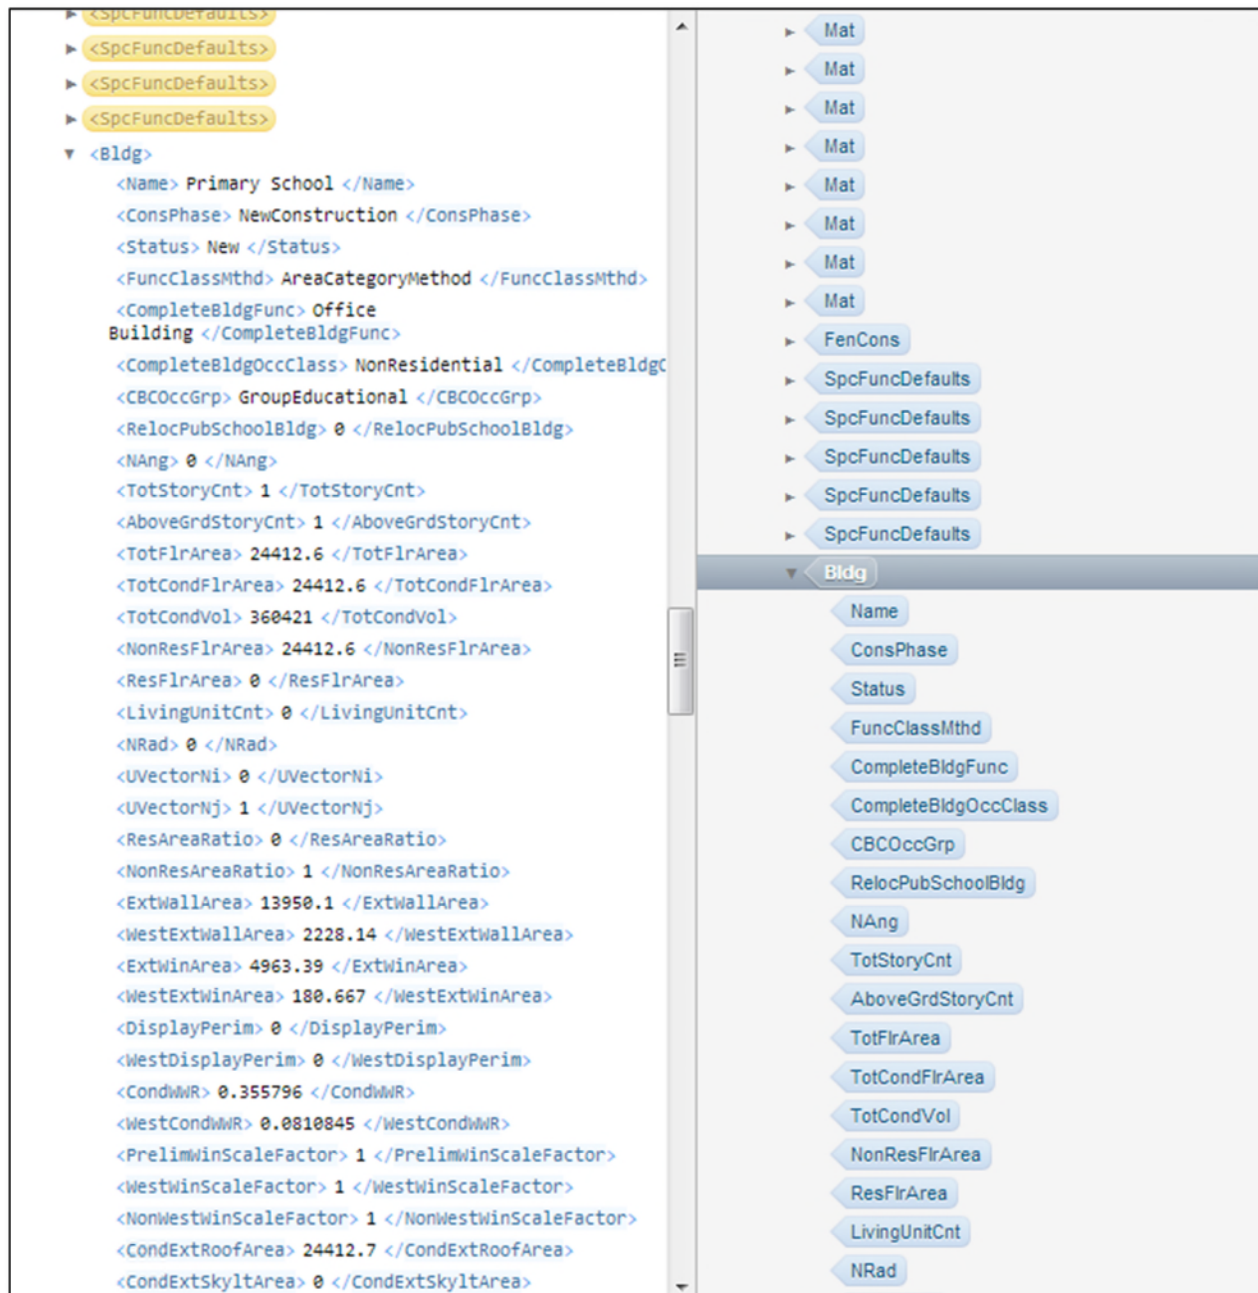 <SpcFuncDefaults>
<SpcFuncDefaults>
<SpcFuncDefaults>
<SpcFuncDefaults>
<Bldg>
<Name> Primary School </Name>
<ConsPhase> NewConstruction </ConsPhase>
<Status> New </Status>
<FuncClassMthd> AreaCategoryMethod </FuncClassMthd>
<CompleteBldgFunc> Office
Building </CompleteBldgFunc>
<CompleteBldgOccClass> NonResidential </CompleteBldgO
<CBCOccGrp> GroupEducational </CBCOccGrp>
<RelocPubSchoolBldg> 0 </RelocPubSchoolBldg>
<NAng> 0 </NAng>
<TotStoryCnt> 1 </TotStoryCnt>
<AboveGrdStoryCnt> 1 </AboveGrdStoryCnt>
<TotFlrArea> 24412.6 </TotFlrArea>
<TotCondFlrArea> 24412.6 </TotCondFlrArea>
<TotCondVol> 360421 </TotCondVol>
<NonResFlrArea> 24412.6 </NonResFlrArea>
<ResFlrArea> 0 </ResFlrArea>
<LivingUnitCnt> 0 </LivingUnitCnt>
<NRad> 0 </NRad>
<UVectorNi> 0 </UVectorNi>
<UVectorNj> 1 </UVectorNj>
<ResAreaRatio> 0 </ResAreaRatio>
<NonResAreaRatio> 1 </NonResAreaRatio>
<ExtWallArea> 13950.1 </ExtWallArea>
<WestExtWallArea> 2228.14 </WestExtWallArea>
<ExtWinArea> 4963.39 </ExtWinArea>
<WestExtWinArea> 180.667 </WestExtWinArea>
<DisplayPerim> 0 </DisplayPerim>
<WestDisplayPerim> 0 </WestDisplayPerim>
<CondWWR> 0.355796 </CondWWR>
<WestCondWWR> 0.0810845 </WestCondWWR>
<PrelimWinScaleFactor> 1 </PrelimWinScaleFactor>
<WestWinScaleFactor> 1 </WestWinScaleFactor>
<NonWestWinScaleFactor> 1 </NonWestWinScaleFactor>
<CondExtRoofArea> 24412.7 </CondExtRoofArea>
<CondExtSkyltArea> 0 </CondExtSkyltArea>
Mat
Mat
Mat
Mat
Mat
Mat
Mat
Mat
FenCons
SpcFuncDefaults
SpcFuncDefaults
SpcFuncDefaults
SpcFuncDefaults
SpcFuncDefaults
Bldg
Name
ConsPhase
Status
FuncClassMthd
CompleteBldgFunc
CompleteBldgOccClass
CBCOccGrp
RelocPubSchoolBldg
NAng
TotStoryCnt
AboveGrdStoryCnt
TotFlrArea
TotCondFlrArea
TotCondVol
NonResFlrArea
ResFlrArea
LivingUnitCnt
NRad